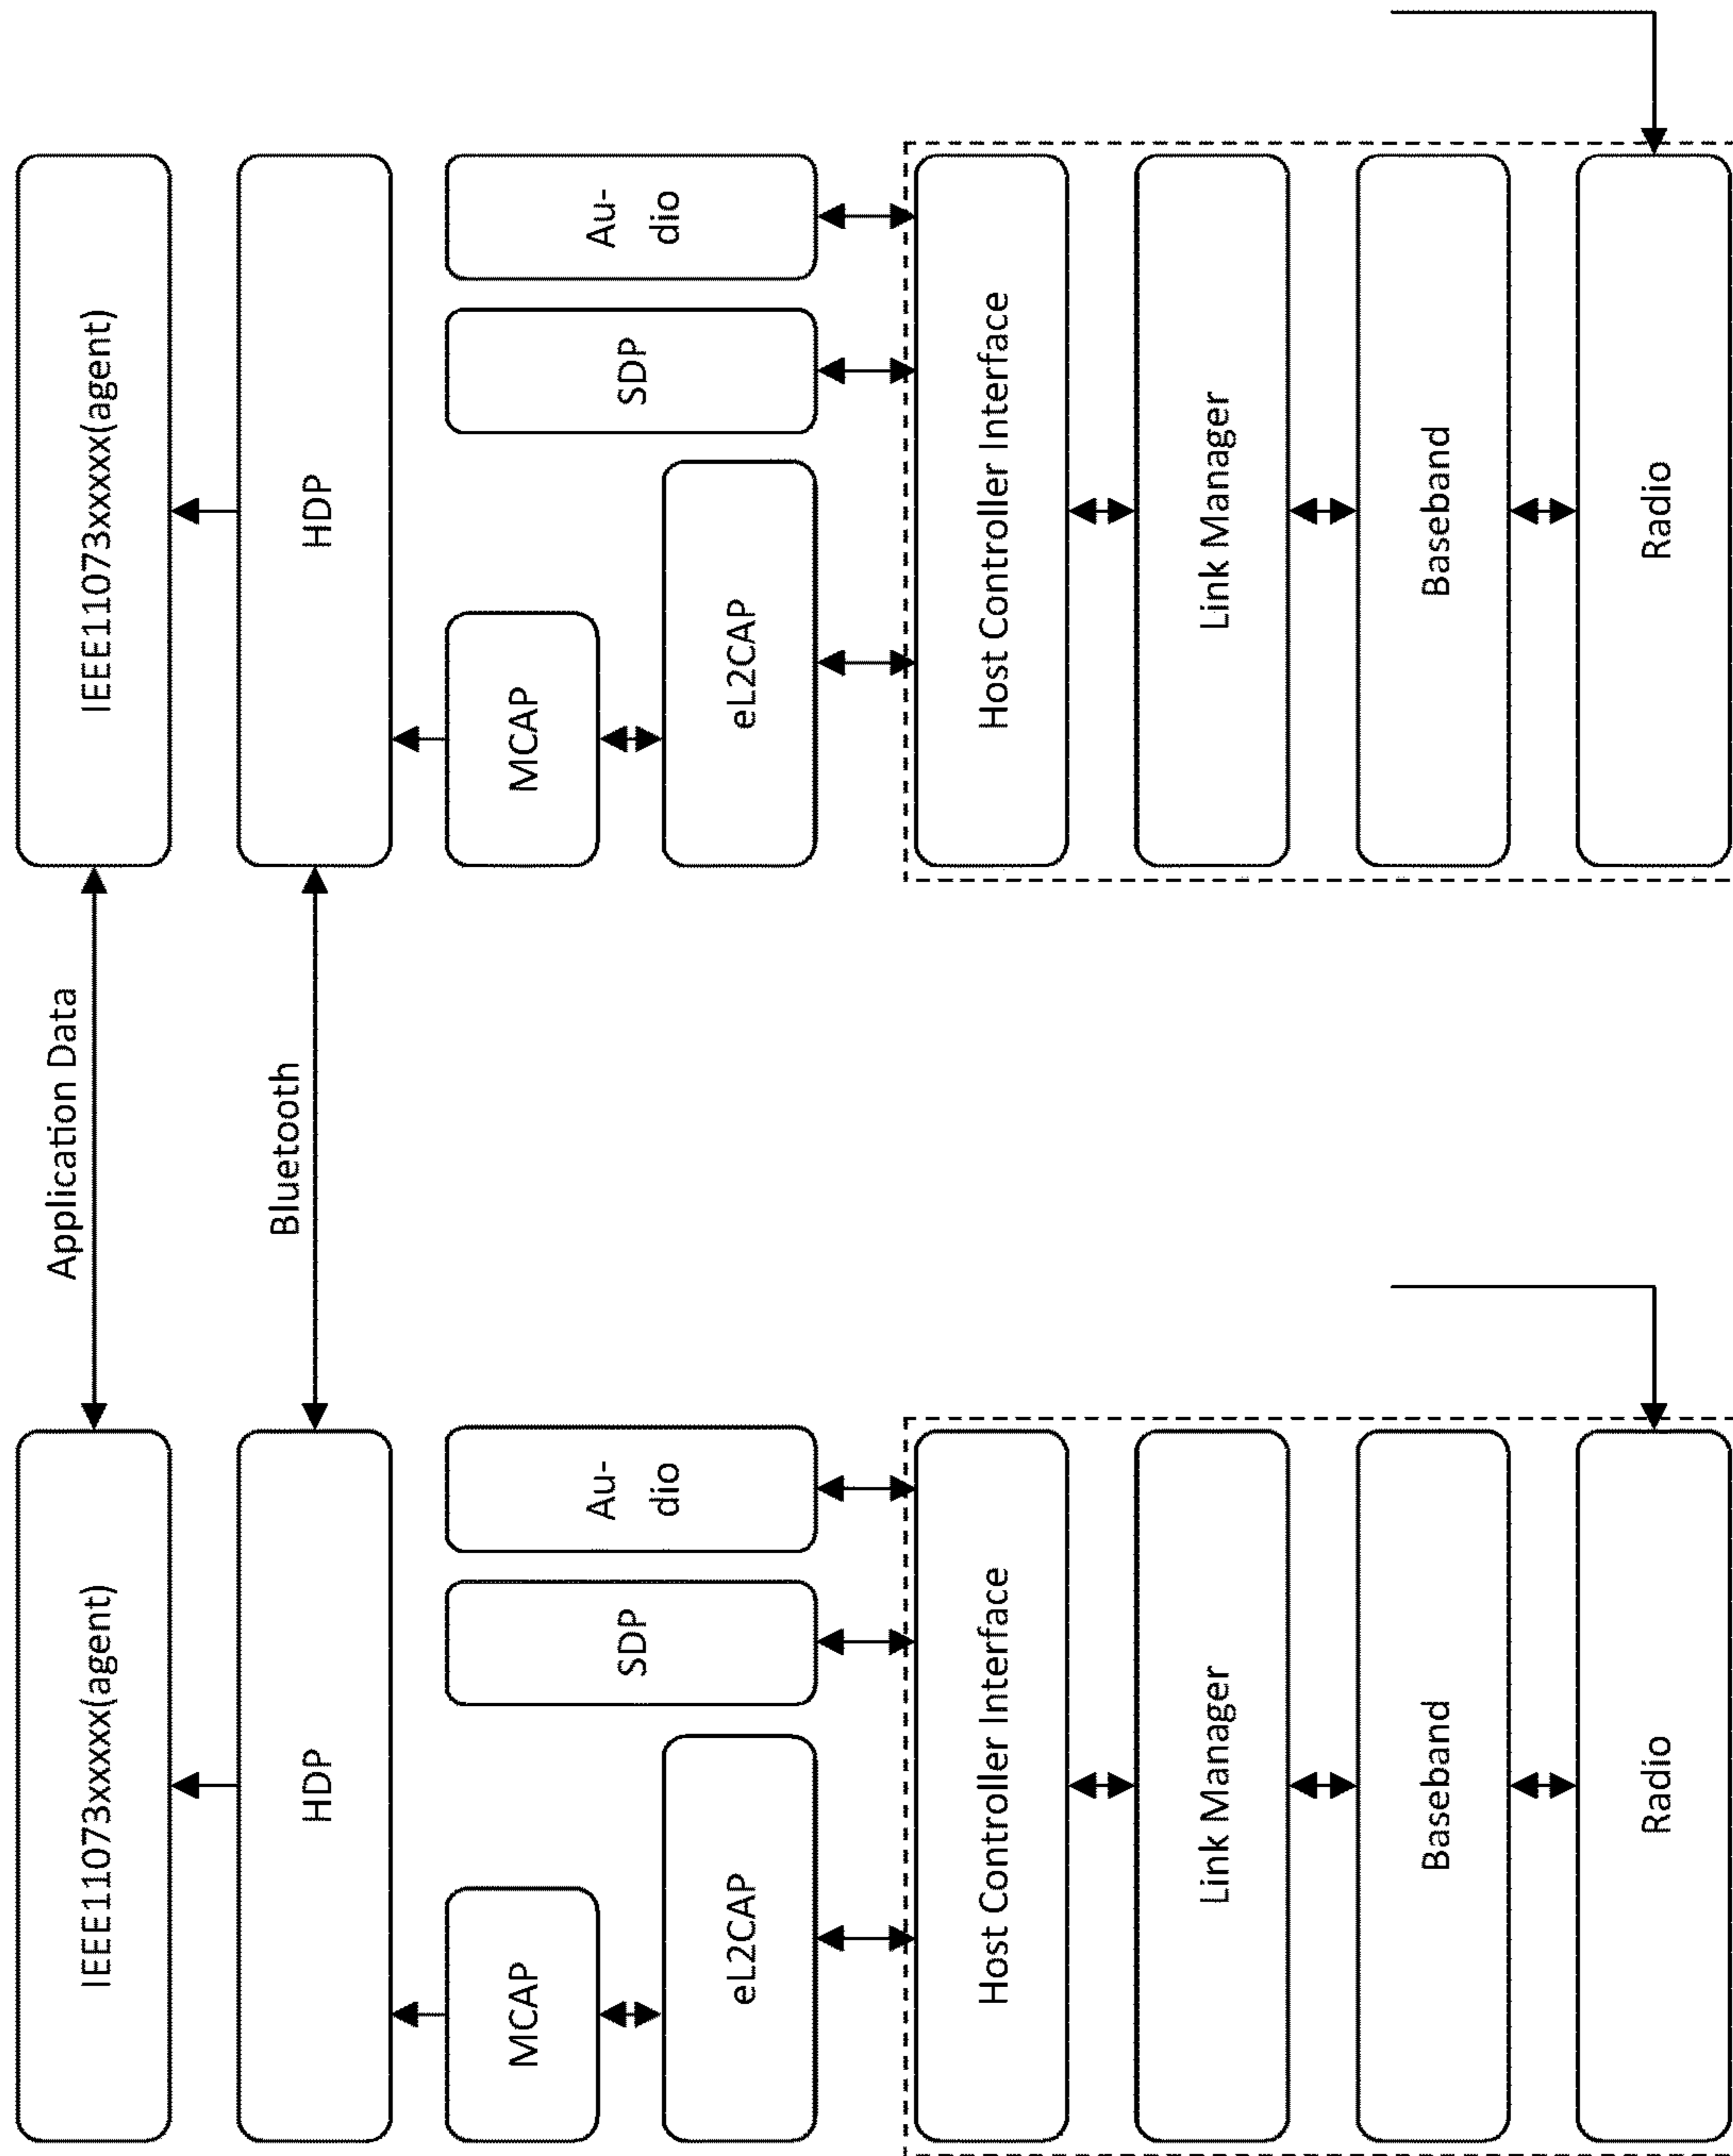 IEEE11073xxxxx(agent)
Application Data
IEEE11073xxxxx(agent)
HDP
Bluetooth
HDP
MCAP
eL2CAP
SDP
Au-
dio
MCAP
eL2CAP
SDP
Au-
dio
Host Controller Interface
Host Controller Interface
Link Manager
Link Manager
Baseband
Baseband
Radio
Radio